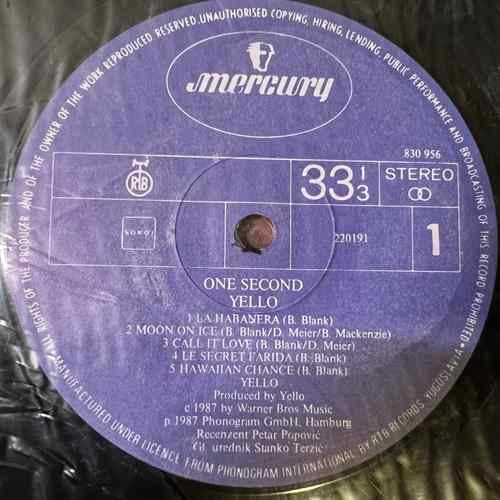 ALL RIGHTS OF THE PRODUCER AND OF THE OWNER OF THE WORK REPRODUCED RESERVED. UNAUTHORISED COPYING, HIRING, LENDING, PUBLIC PERFORMANCE AND BROADCASTING OF THIS RECORD PROHIBITED·
mercury
830 956
RTB
33 1/3
STEREO
SOKOJ
220191
1
ONE SECOND
YELLO
1 LA HABANERA (B. Blank)
2 MOON ON ICE (B. Blank/D. Meier/B. Mackenzie)
3 CALL IT LOVE (B. Blank/D. Meier)
4 LE SECRET FARIDA (B. Blank)
5 HAWAIIAN CHANCE (B. Blank)
YELLO
Produced by Yello
c 1987 by Warner Bros Music
p. 1987 Phonogram GmbH, Hamburg
Recenzent Petar Popović
Gl. urednik Stanko Terzić
MANUFACTURED UNDER LICENCE FROM PHONOGRAM INTERNATIONAL B.V. BY RTB RECORDS YUGOSLAVIA·